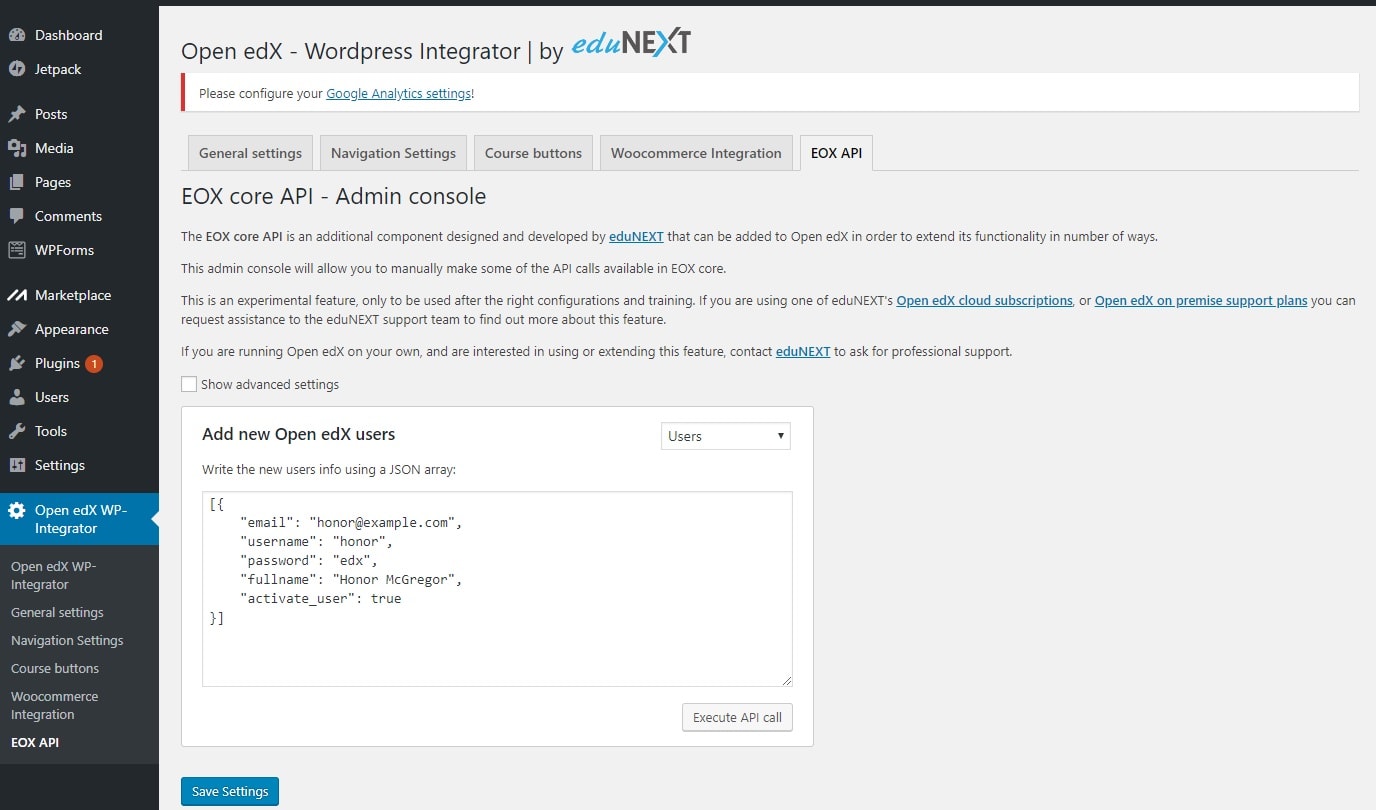 Dashboard
Jetpack
Posts
Media
Pages
Comments
WPForms
Marketplace
Appearance
Plugins 1
Users
Tools
Settings
Open edX WP-
Integrator
Open edX WP-
Integrator
General settings
Navigation Settings
Course buttons
Woocommerce
Integration
EOX API
Open edX - Wordpress Integrator | by eduNEXT
Please configure your Google Analytics settings!
General settings Navigation Settings Course buttons Woocommerce Integration EOX API
EOX core API - Admin console
The EOX core API is an additional component designed and developed by eduNEXT that can be added to Open edX in order to extend its functionality in number of ways.
This admin console will allow you to manually make some of the API calls available in EOX core.
This is an experimental feature, only to be used after the right configurations and training. If you are using one of eduNEXT's Open edX cloud subscriptions, or Open edX on premise support plans you can
request assistance to the eduNEXT support team to find out more about this feature.
If you are running Open edX on your own, and are interested in using or extending this feature, contact eduNEXT to ask for professional support.
Show advanced settings
Add new Open edX users Users
Write the new users info using a JSON array:
[{
"email": "honor@example.com",
"username": "honor",
"password": "edx",
"fullname": "Honor McGregor",
"activate_user": true
}]
Execute API call
Save Settings